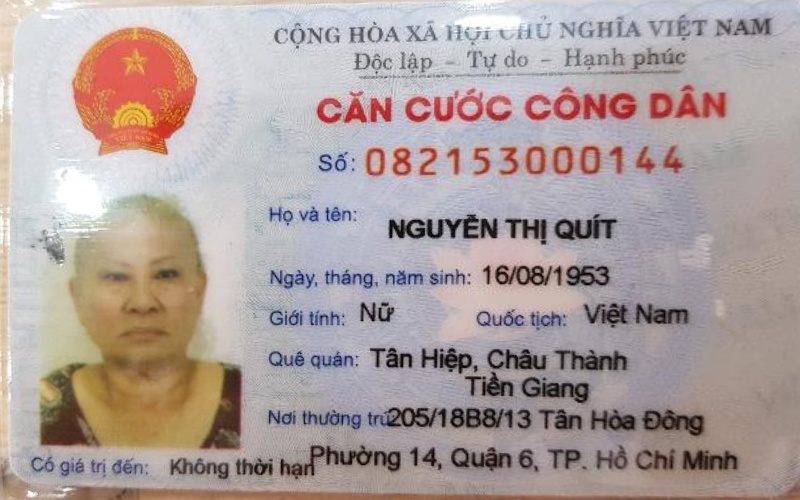 CỘNG HÒA XÃ HỘI CHỦ NGHĨA VIỆT NAM
Độc lập - Tự do - Hạnh phúc
CĂN CƯỚC CÔNG DÂN
Số: 082153000144
Họ và tên: NGUYỄN THỊ QUÍT
Ngày, tháng, năm sinh: 16/08/1953
Giới tính: Nữ Quốc tịch: Việt Nam
Quê quán: Tân Hiệp, Châu Thành
Tiền Giang
Nơi thường trú: 205/18B8/13 Tân Hòa Đông
Phường 14, Quận 6, TP. Hồ Chí Minh
Có giá trị đến: Không thời hạn